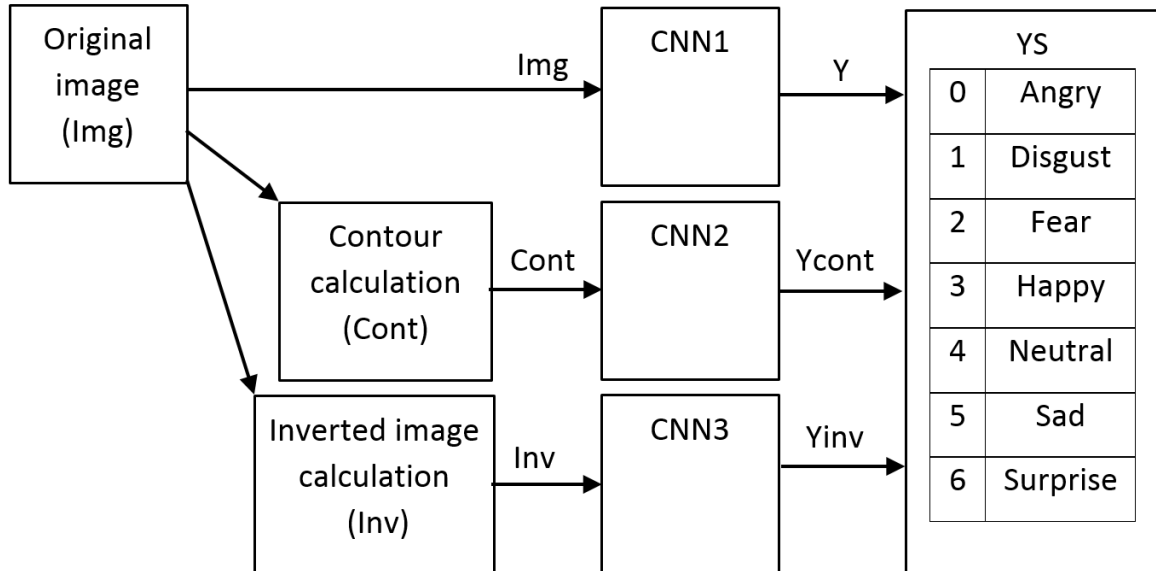 Original
image
(Img)
Img
CNN1
Y
Contour
calculation
(Cont)
Cont
CNN2
Ycont
Inverted image
calculation
(Inv)
Inv
CNN3
Yinv
YS
0 Angry
1 Disgust
2 Fear
3 Happy
4 Neutral
5 Sad
6 Surprise